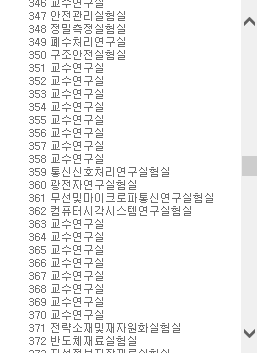 346 교수연구실
347 안전관리실험실
348 정밀측정실험실
349 폐수처리연구실
350 구조안전실험실
351 교수연구실
352 교수연구실
353 교수연구실
354 교수연구실
355 교수연구실
356 교수연구실
357 교수연구실
358 교수연구실
359 통신신호처리연구실험실
360 광전자연구실험실
361 무선및마이크로파통신연구실험실
362 컴퓨터시각시스템연구실험실
363 교수연구실
364 교수연구실
365 교수연구실
366 교수연구실
367 교수연구실
368 교수연구실
369 교수연구실
370 교수연구실
371 전략소재및재자원화실험실
372 반도체재료실험실